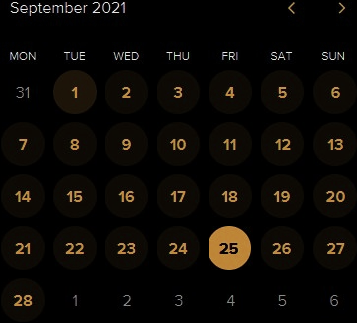 September 2021
MON TUE WED THU FRI SAT SUN
31 1 2 3 4 5 6
7 8 9 10 11 12 13
14 15 16 17 18 19 20
21 22 23 24 25 26 27
28 1 2 3 4 5 6